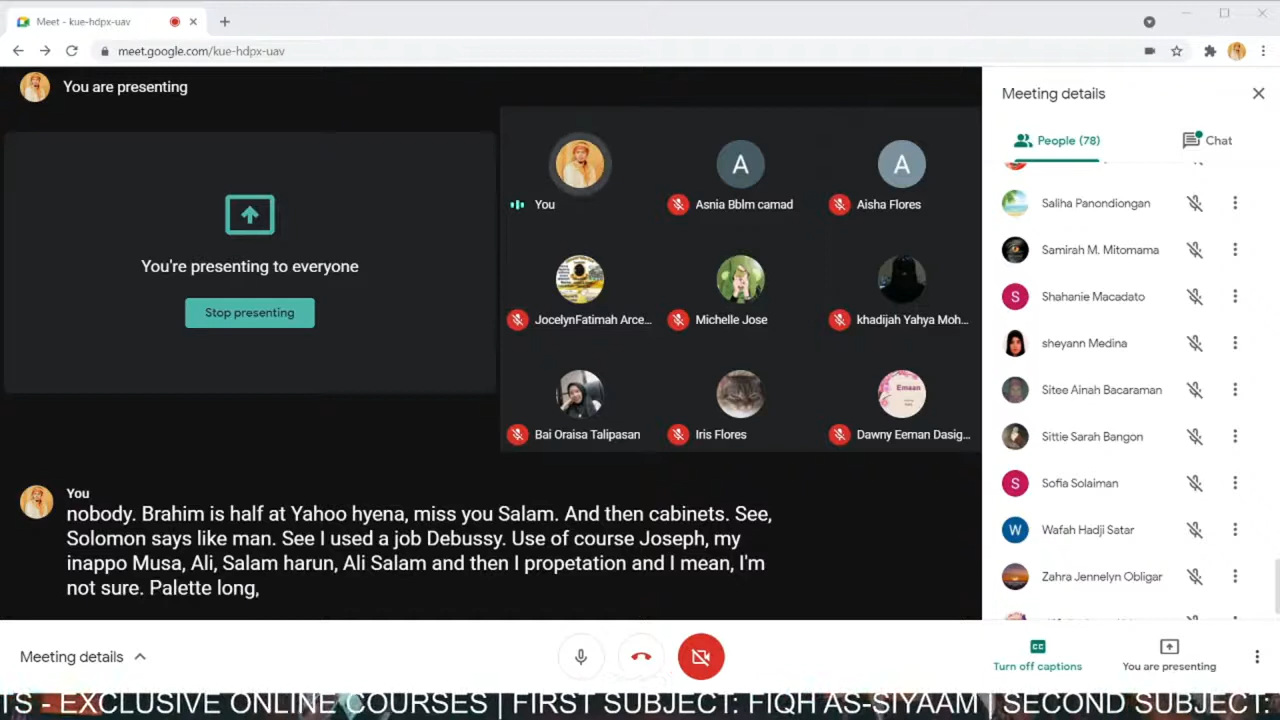 Meet - kue-hdpx-uav
meet.google.com/kue-hdpx-uav
You are presenting
You're presenting to everyone
Stop presenting
You
A
Asnia Bblm camad
A
Aisha Flores
JocelynFatimah Arce...
Michelle Jose
khadijah Yahya Moh...
Bai Oraisa Talipasan
Iris Flores
Emaan
Dawny Eeman Dasig...
You
nobody. Brahim is half at Yahoo hyena, miss you Salam. And then cabinets. See,
Solomon says like man. See I used a job Debussy. Use of course Joseph, my
inappo Musa, Ali, Salam harun, Ali Salam and then I propetation and I mean, I'm
not sure. Palette long,
Meeting details
People (78)
Chat
Saliha Panondiongan
Samirah M. Mitomama
S
Shahanie Macadato
sheyann Medina
Sitee Ainah Bacaraman
Sittie Sarah Bangon
S
Sofia Solaiman
W
Wafah Hadji Satar
Zahra Jennelyn Obligar
Meeting details
CC
Turn off captions
You are presenting
TS - EXCLUSIVE ONLINE COURSES | FIRST SUBJECT: FIQH AS-SIYAAM | SECOND SUBJECT: